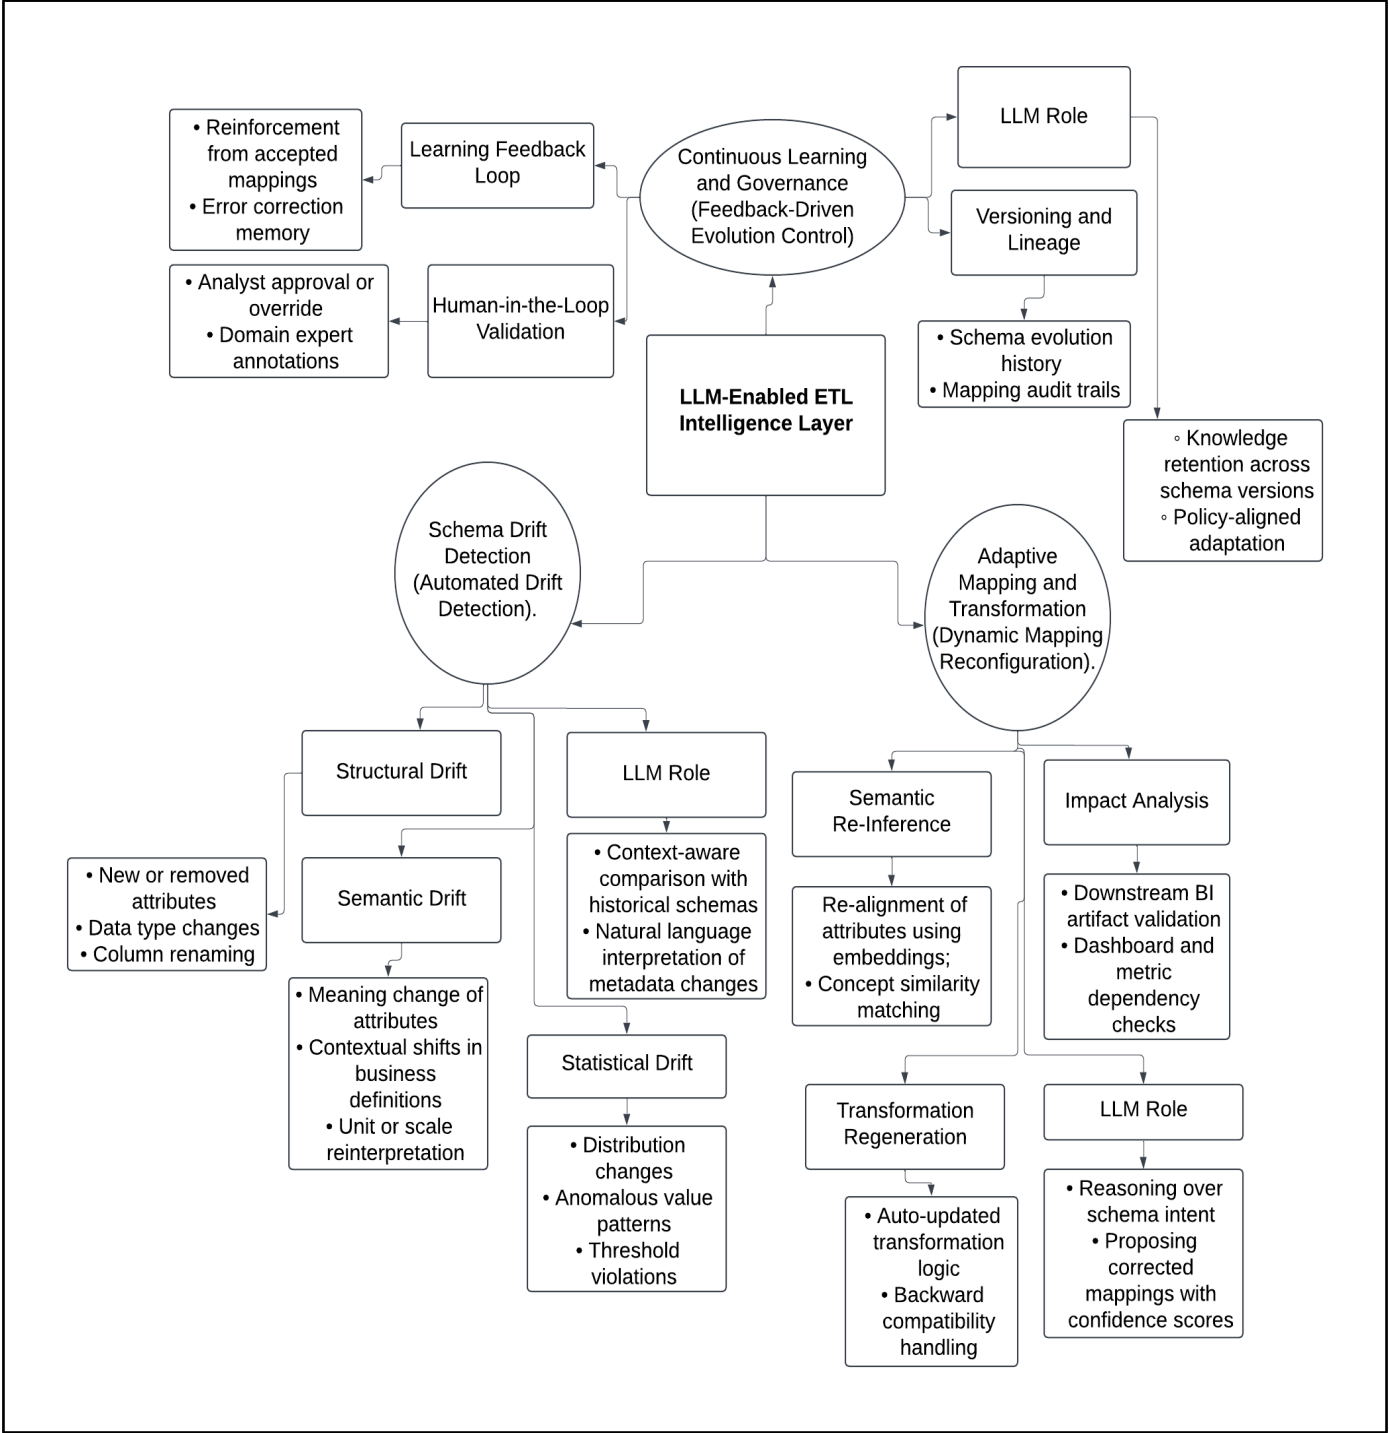 LLM Role
• Reinforcement
from accepted
mappings
• Error correction
memory
Learning Feedback
Loop
Continuous Learning
and Governance
(Feedback-Driven
Evolution Control)
Versioning and
Lineage
• Analyst approval or
override
• Domain expert
annotations
Human-in-the-Loop
Validation
• Schema evolution
history
• Mapping audit trails
LLM-Enabled ETL
Intelligence Layer
◦ Knowledge
retention across
schema versions
◦ Policy-aligned
adaptation
Schema Drift
Detection
(Automated Drift
Detection).
Adaptive
Mapping and
Transformation
(Dynamic Mapping
Reconfiguration).
Structural Drift
LLM Role
Semantic
Re-Inference
Impact Analysis
• New or removed
attributes
• Data type changes
• Column renaming
Semantic Drift
• Context-aware
comparison with
historical schemas
• Natural language
interpretation of
metadata changes
Re-alignment of
attributes using
embeddings;
• Concept similarity
matching
• Downstream BI
artifact validation
• Dashboard and
metric
dependency
checks
• Meaning change of
attributes
• Contextual shifts in
business
definitions
• Unit or scale
reinterpretation
Statistical Drift
Transformation
Regeneration
LLM Role
• Distribution
changes
• Anomalous value
patterns
• Threshold
violations
• Auto-updated
transformation
logic
• Backward
compatibility
handling
• Reasoning over
schema intent
• Proposing
corrected
mappings with
confidence scores